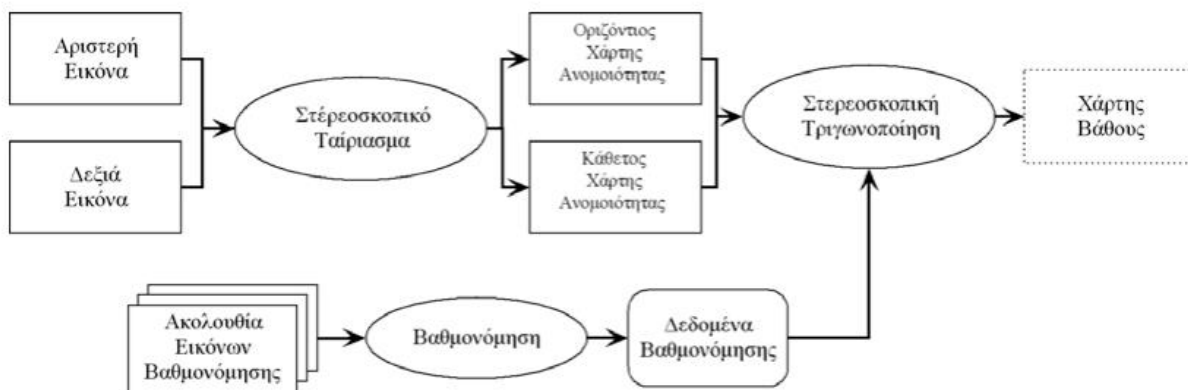 Αριστερή
Εικόνα
Δεξιά
Εικόνα
Στέρεοσκοπικό
Ταίριασμα
Οριζόντιος
Χάρτης
Ανομοιότητας
Κάθετος
Χάρτης
Ανομοιότητας
Στερεοσκοπική
Τριγωνοποίηση
Χάρτης
Βάθους
Ακολουθία
Εικόνων
Βαθμονόμησης
Βαθμονόμηση
Δεδομένα
Βαθμονόμησης